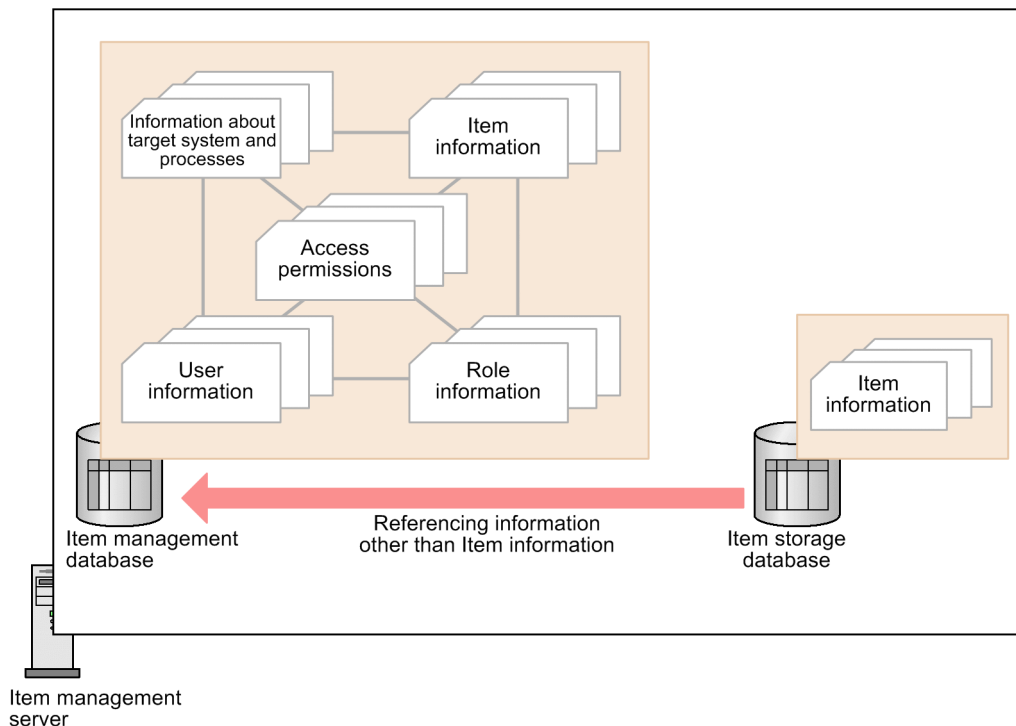 Information about
target system and
processes
Item
information
Access
permissions
User
information
Role
information
Item
information
Item management
database
Referencing information
other than Item information
Item storage
database
Item management
server